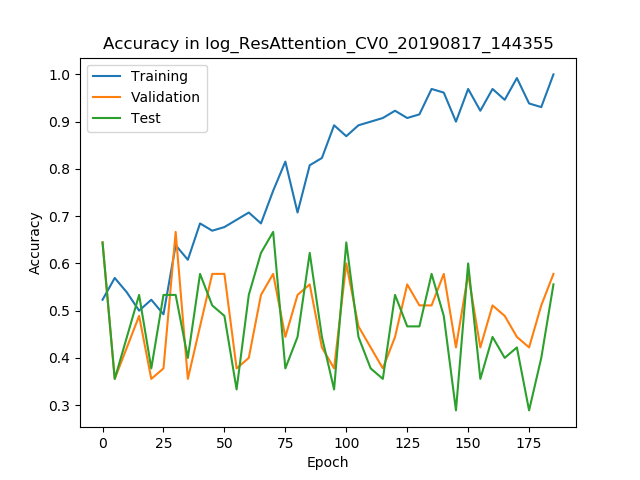 Accuracy in log_ResAttention_CV0_20190817_144355
Training
Validation
Test
1.0
0.9
0.8
0.7
0.6
0.5
0.4
0.3
Accuracy
0 25 50 75 100 125 150 175
Epoch